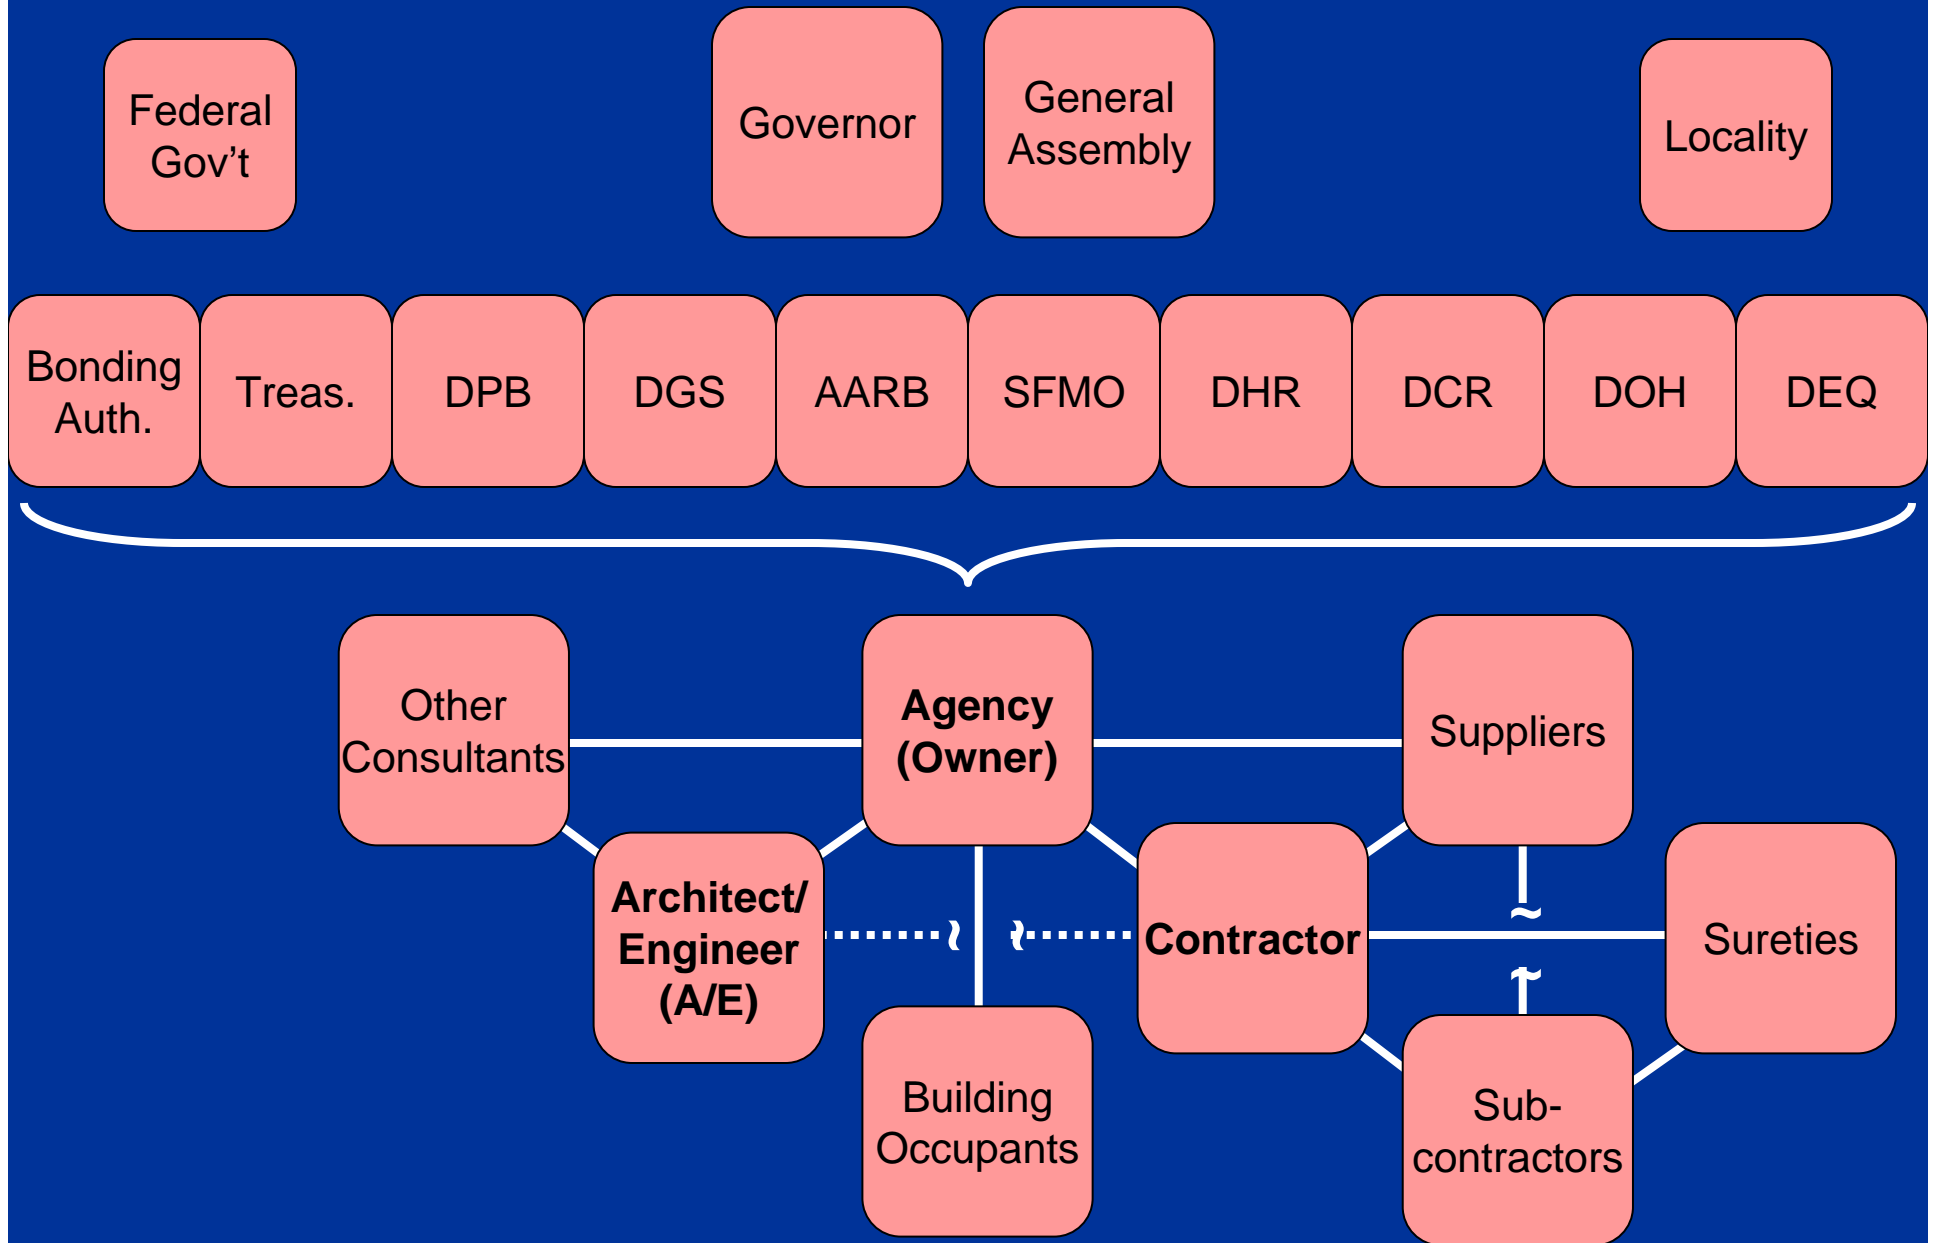 Federal
Gov’t
Governor
General
Assembly
Locality
Bonding
Auth.
Treas.
DPB
DGS
AARB
SFMO
DHR
DCR
DOH
DEQ
Other
Consultants
Agency
(Owner)
Suppliers
Architect/
Engineer
(A/E)
~
~
Contractor
~
~
Sureties
Building
Occupants
Sub-
contractors